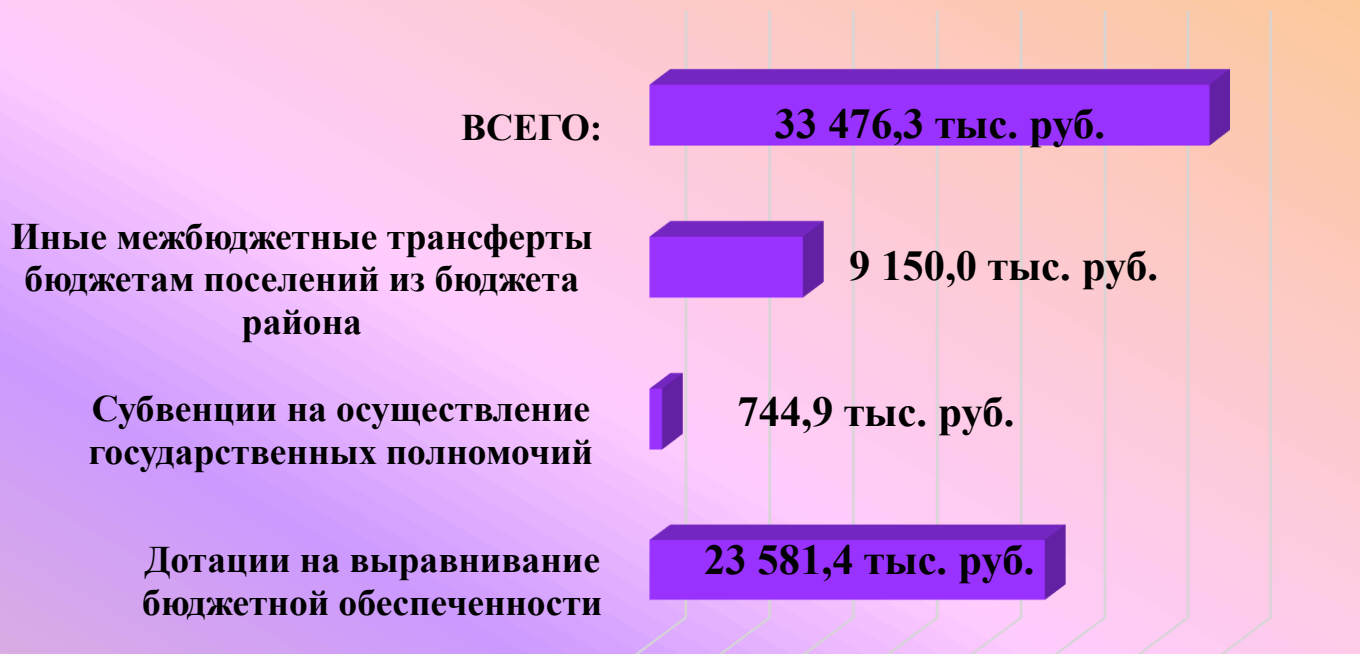 ВСЕГО:
33 476,3 тыс. руб.
Иные межбюджетные трансферты
бюджетам поселений из бюджета
района
9 150,0 тыс. руб.
Субвенции на осуществление
государственных полномочий
744,9 тыс. руб.
Дотации на выравнивание
бюджетной обеспеченности
23 581,4 тыс. руб.